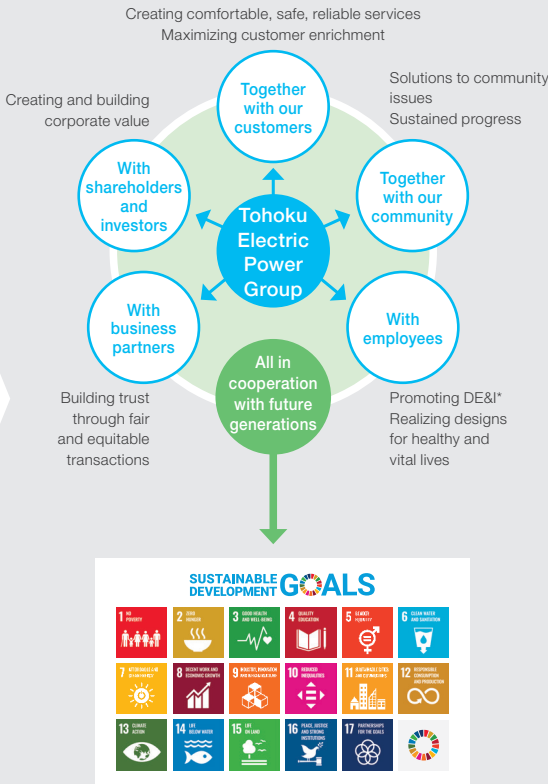 Creating comfortable, safe, reliable services
Maximizing customer enrichment
Together
with our
customers
Solutions to community
issues
Sustained progress
Creating and building
corporate value
With
shareholders
and
investors
Together
with our
community
Tohoku
Electric
Power
Group
With
business
partners
With
employees
All in
cooperation
with future
generations
Building trust
through fair
and equitable
transactions
Promoting DE&I*
Realizing designs
for healthy and
vital lives
SUSTAINABLE
DEVELOPMENT
GOALS
1 NO
POVERTY
2 ZERO
HUNGER
3 GOOD HEALTH
AND WELL-BEING
4 QUALITY
EDUCATION
5 GENDER
EQUALITY
6 CLEAN WATER
AND SANITATION
7 AFFORDABLE AND
CLEAN ENERGY
8 DECENT WORK AND
ECONOMIC GROWTH
9 INDUSTRY, INNOVATION
AND INFRASTRUCTURE
10 REDUCED
INEQUALITIES
11 SUSTAINABLE CITIES
AND COMMUNITIES
12 RESPONSIBLE
CONSUMPTION
AND PRODUCTION
13 CLIMATE
ACTION
14 LIFE
BELOW WATER
15 LIFE
ON LAND
16 PEACE, JUSTICE
AND STRONG
INSTITUTIONS
17 PARTNERSHIPS
FOR THE GOALS